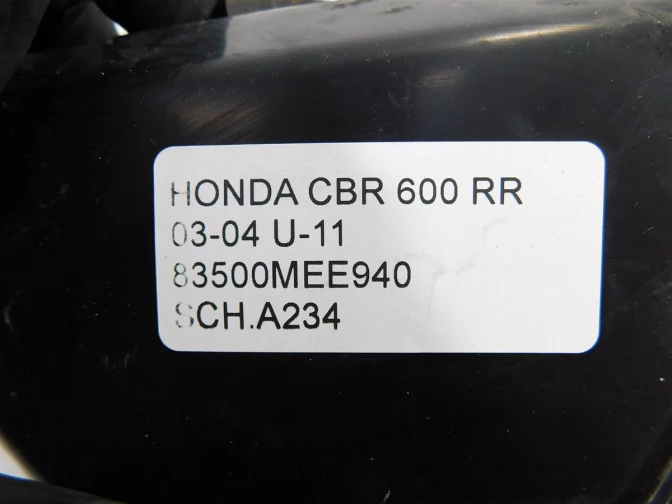 HONDA CBR 600 RR
03-04 U-11
83500MEE940
SCH.A234